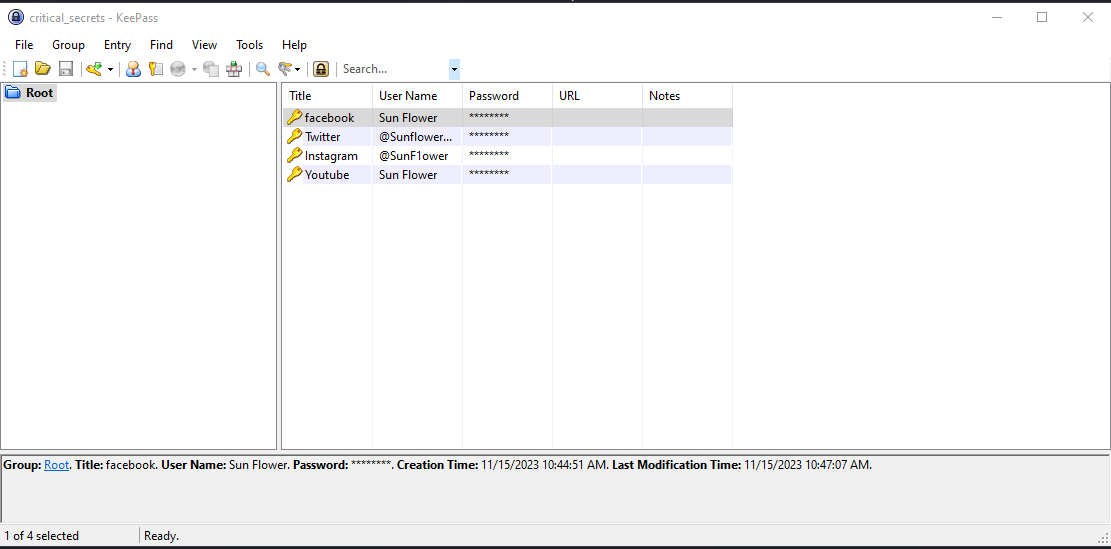 critical_secrets - KeePass
File Group Entry Find View Tools Help
Search...
Root
Title User Name Password URL Notes
facebook Sun Flower ********
Twitter @Sunflower... ********
Instagram @SunF1ower ********
Youtube Sun Flower ********
Group: Root. Title: facebook. User Name: Sun Flower. Password: ********. Creation Time: 11/15/2023 10:44:51 AM. Last Modification Time: 11/15/2023 10:47:07 AM.
1 of 4 selected Ready.